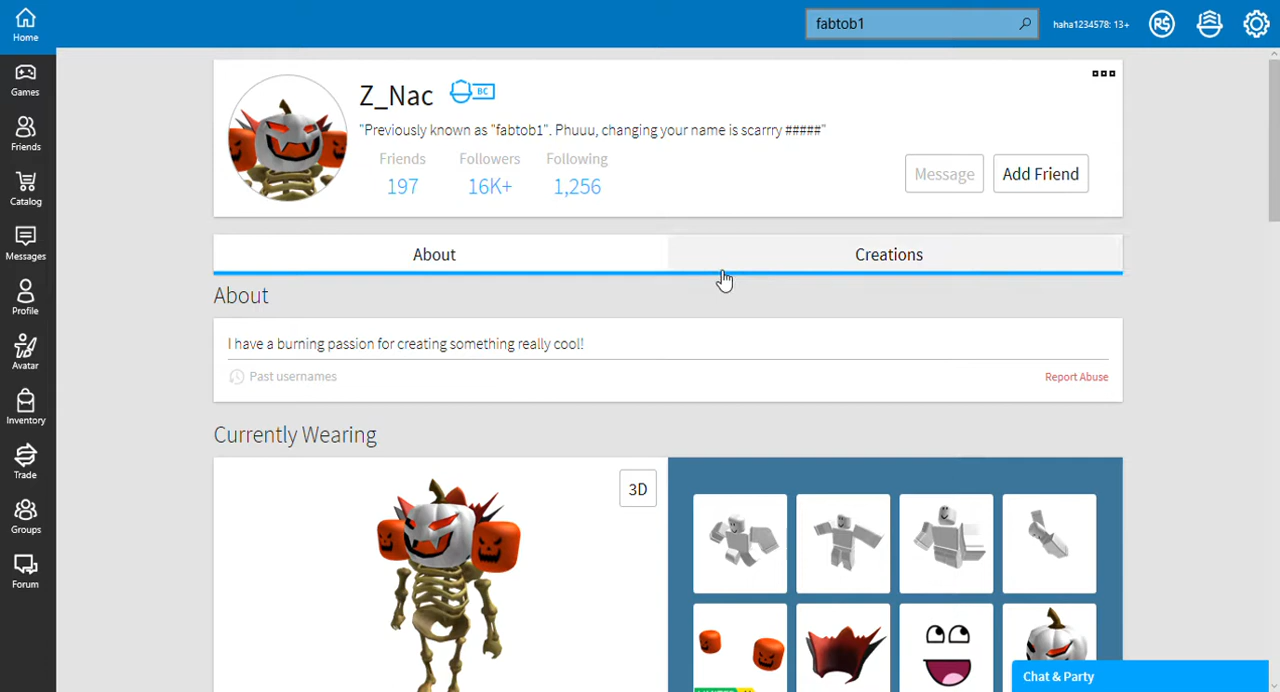 Home
fabtob1
haha1234578: 13+
R$
Games
Friends
Catalog
Messages
Profile
Avatar
Inventory
Trade
Groups
Forum
Z_Nac
BC
"Previously known as "fabtob1". Phuuu, changing your name is scarrry #####"
Friends Followers Following
197 16K+ 1,256
Message
Add Friend
About
Creations
About
I have a burning passion for creating something really cool!
Past usernames
Report Abuse
Currently Wearing
3D
Chat & Party